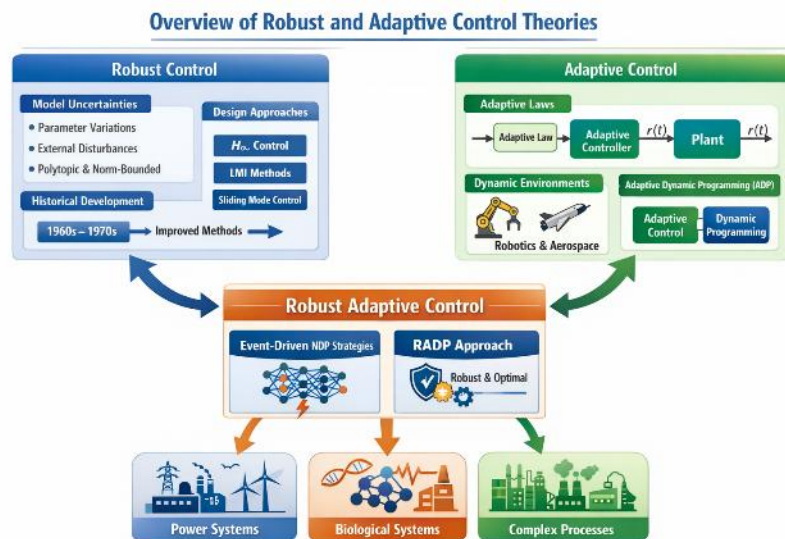 Overview of Robust and Adaptive Control Theories
Robust Control
Model Uncertainties
• Parameter Variations
• External Disturbances
• Polytopic & Norm-Bounded
Design Approaches
H∞ Control
LMI Methods
Sliding Mode Control
Historical Development
1960s – 1970s
Improved Methods
Adaptive Control
Adaptive Laws
Adaptive Law
Adaptive
Controller
r(t)
Plant
r(t)
Dynamic Environments
Robotics & Aerospace
Adaptive Dynamic Programming (ADP)
Adaptive
Control
Dynamic
Programming
Robust Adaptive Control
Event-Driven NDP Strategies
RADP Approach
Robust & Optimal
Power Systems
Biological Systems
Complex Processes